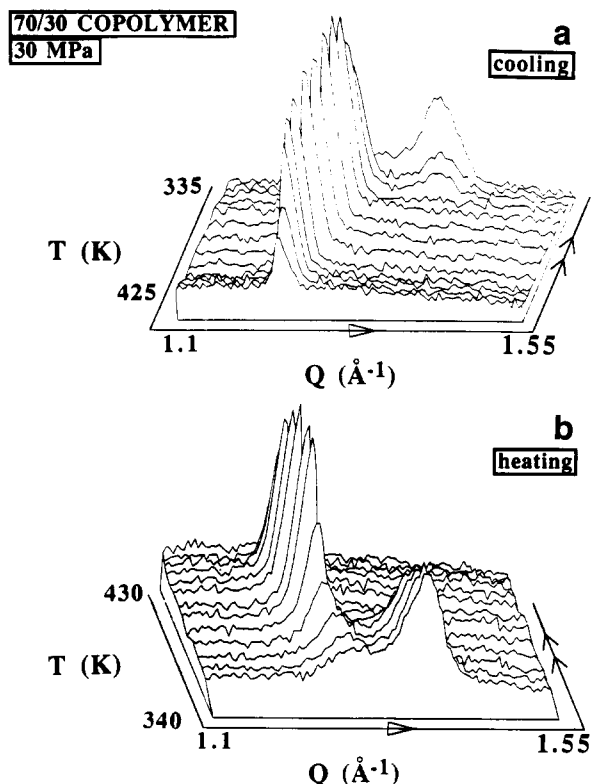 70/30 COPOLYMER
30 MPa
a
cooling
335
T (K)
425
1.1
1.55
Q (Å⁻¹)
b
heating
430
T (K)
340
1.1
1.55
Q (Å⁻¹)